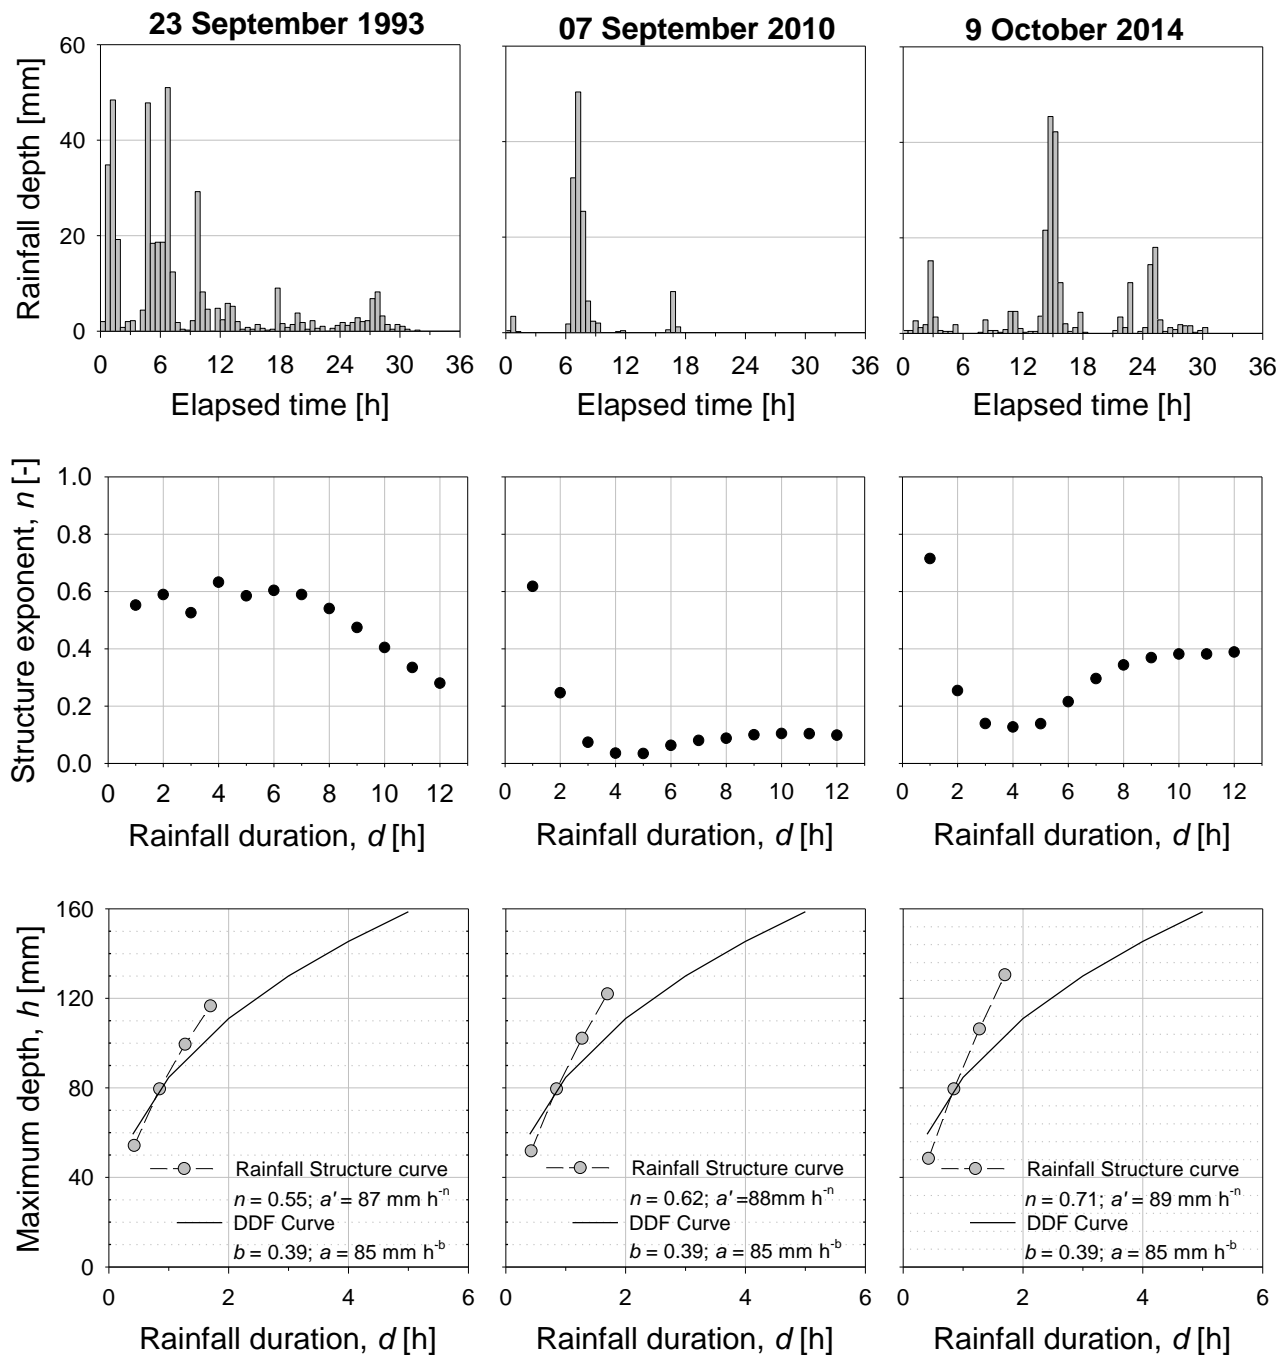 23 September 1993
07 September 2010
9 October 2014
Rainfall depth [mm]
60
40
20
0
0 6 12 18 24 30 36
0 6 12 18 24 30 36
0 6 12 18 24 30 36
Elapsed time [h]
Elapsed time [h]
Elapsed time [h]
Structure exponent, n [-]
1.0
0.8
0.6
0.4
0.2
0.0
0 2 4 6 8 10 12
0 2 4 6 8 10 12
0 2 4 6 8 10 12
Rainfall duration, d [h]
Rainfall duration, d [h]
Rainfall duration, d [h]
Maximum depth, h [mm]
160
120
80
40
0
Rainfall Structure curve
n = 0.55; a' = 87 mm h-n
DDF Curve
b = 0.39; a = 85 mm h-b
Rainfall Structure curve
n = 0.62; a' =88mm h-n
DDF Curve
b = 0.39; a = 85 mm h-b
Rainfall Structure curve
n = 0.71; a' = 89 mm h-n
DDF Curve
b = 0.39; a = 85 mm h-b
0 2 4 6
0 2 4 6
0 2 4 6
Rainfall duration, d [h]
Rainfall duration, d [h]
Rainfall duration, d [h]